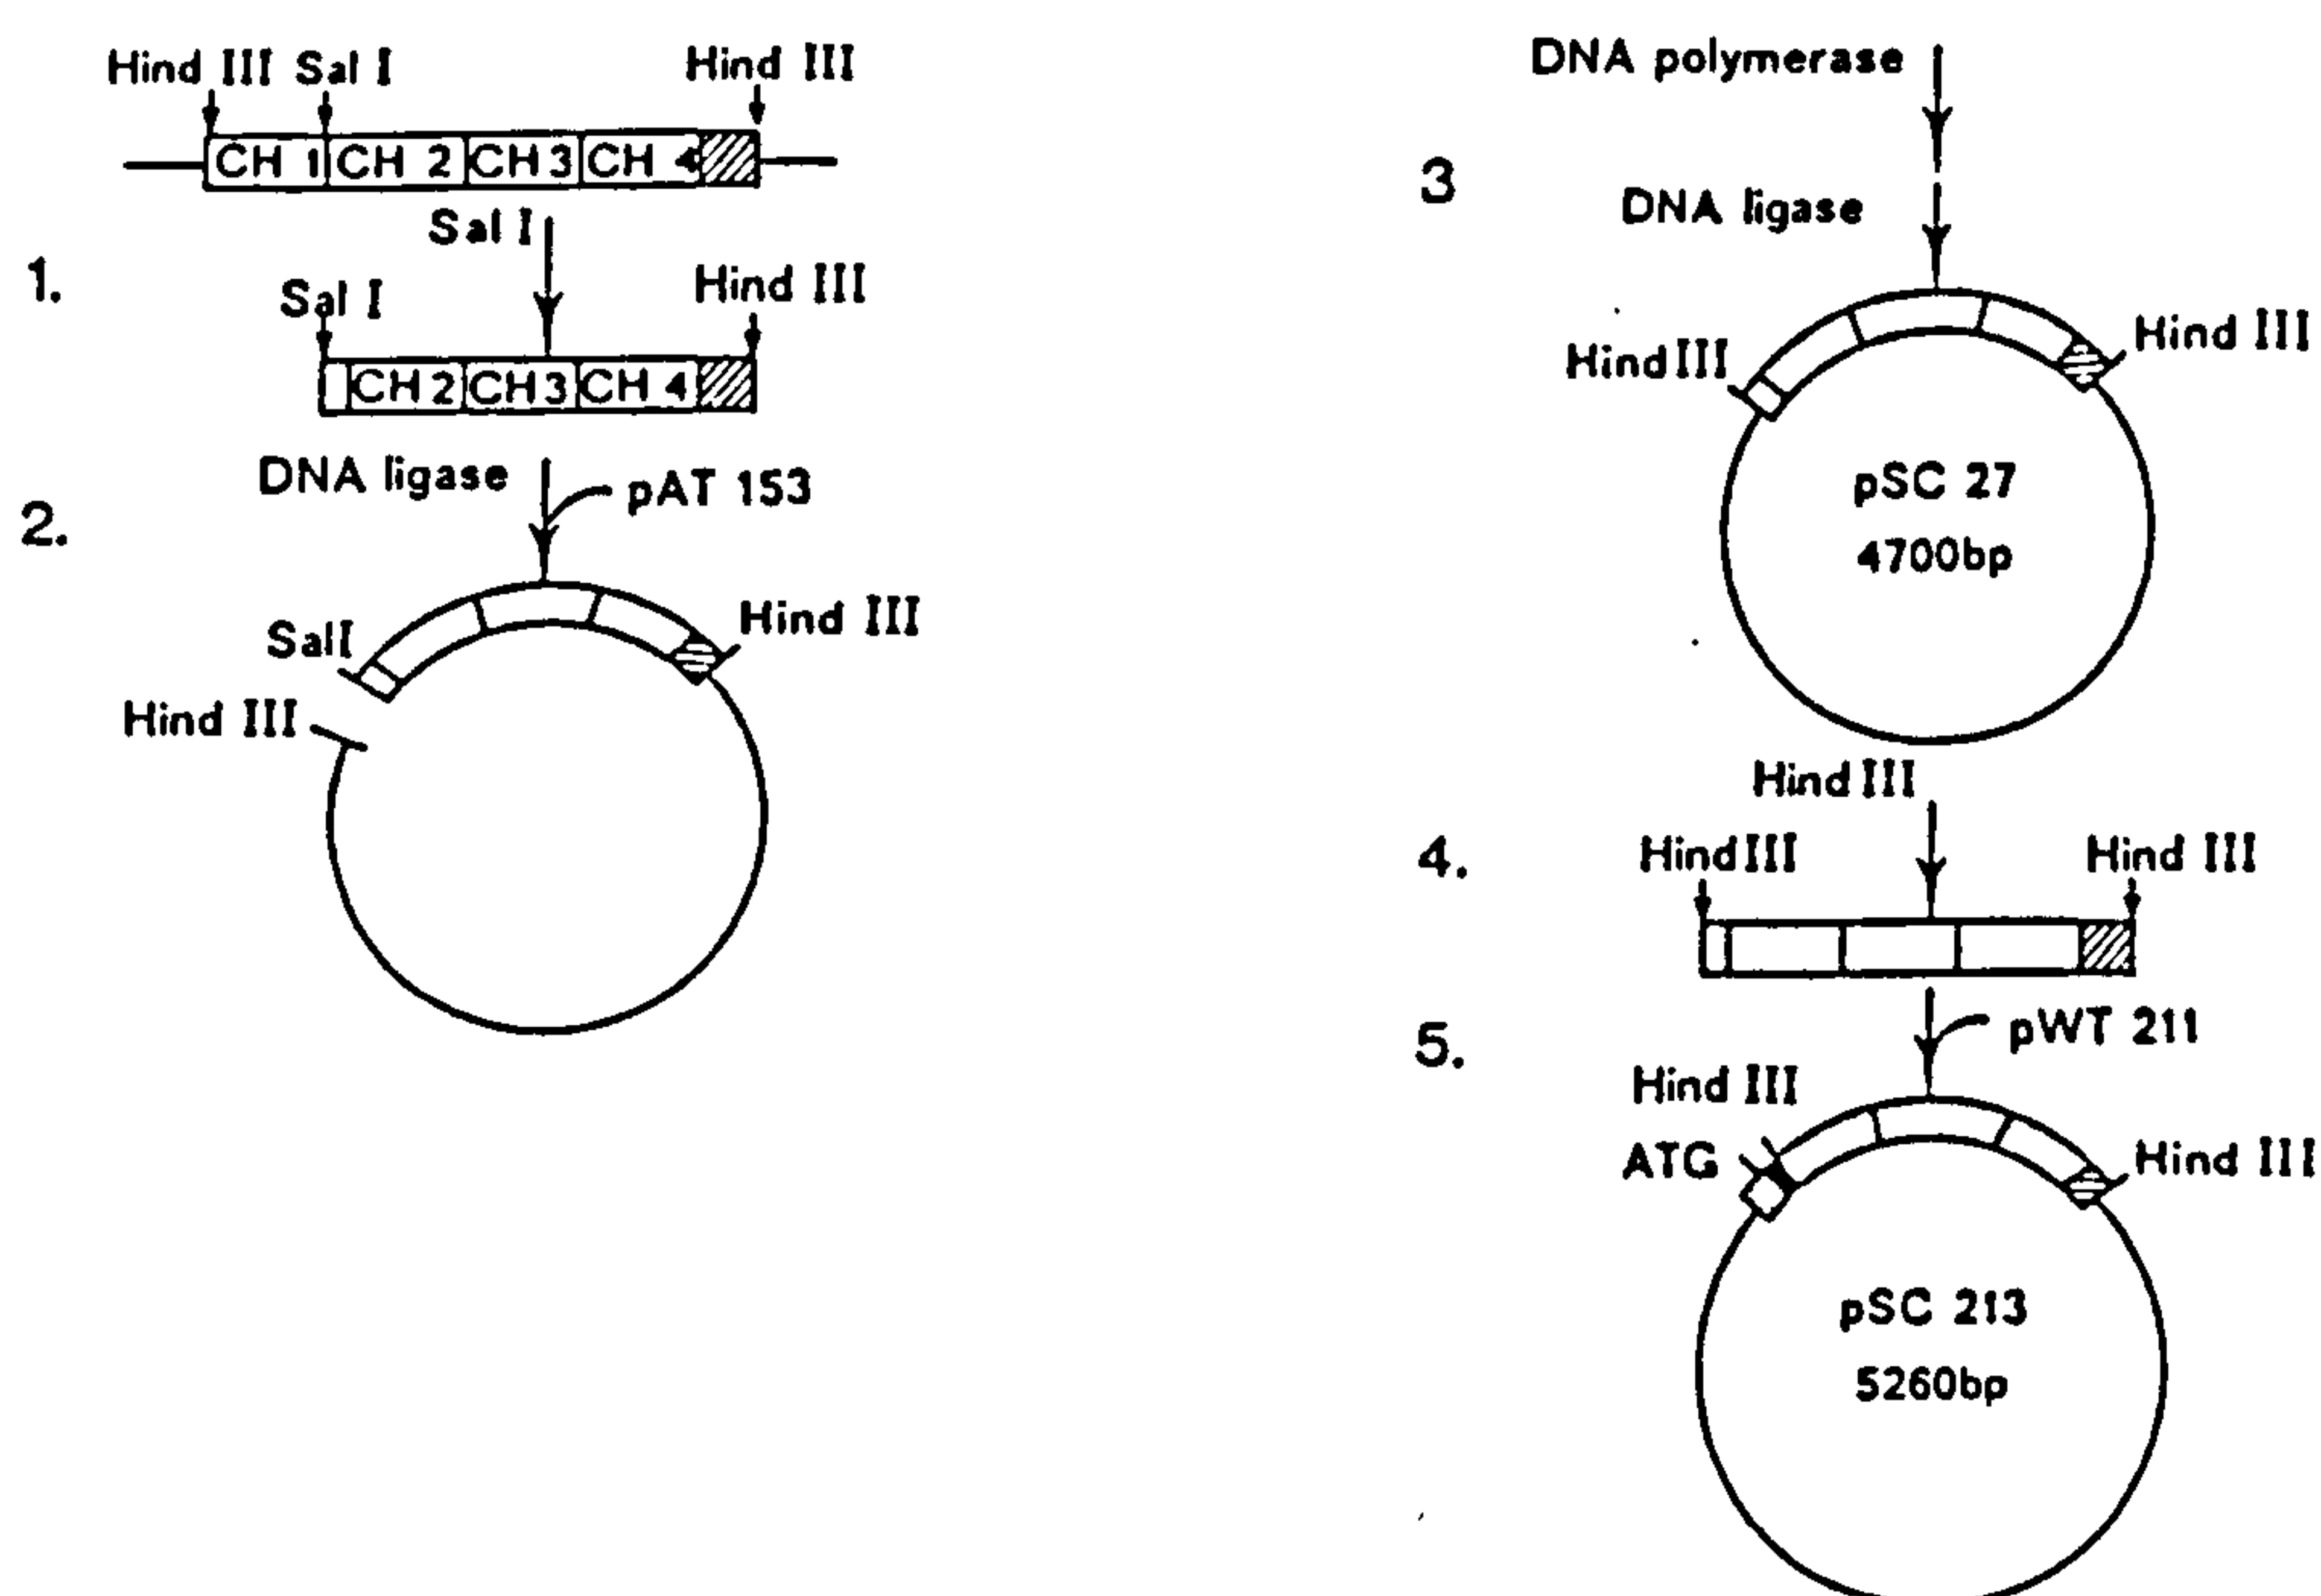 Hind III Sal I Hind III
CH 1 CH 2 CH 3 CH 4
Sal I
1.
Sal I Hind III
CH 2 CH 3 CH 4
DNA ligase pAT 153
2.
SalI Hind III
Hind III
DNA polymerase
3
DNA ligase
Hind III Hind III
pSC 27
4700bp
Hind III
4.
Hind III Hind III
5.
pWT 211
Hind III
ATG Hind III
pSC 213
5260bp